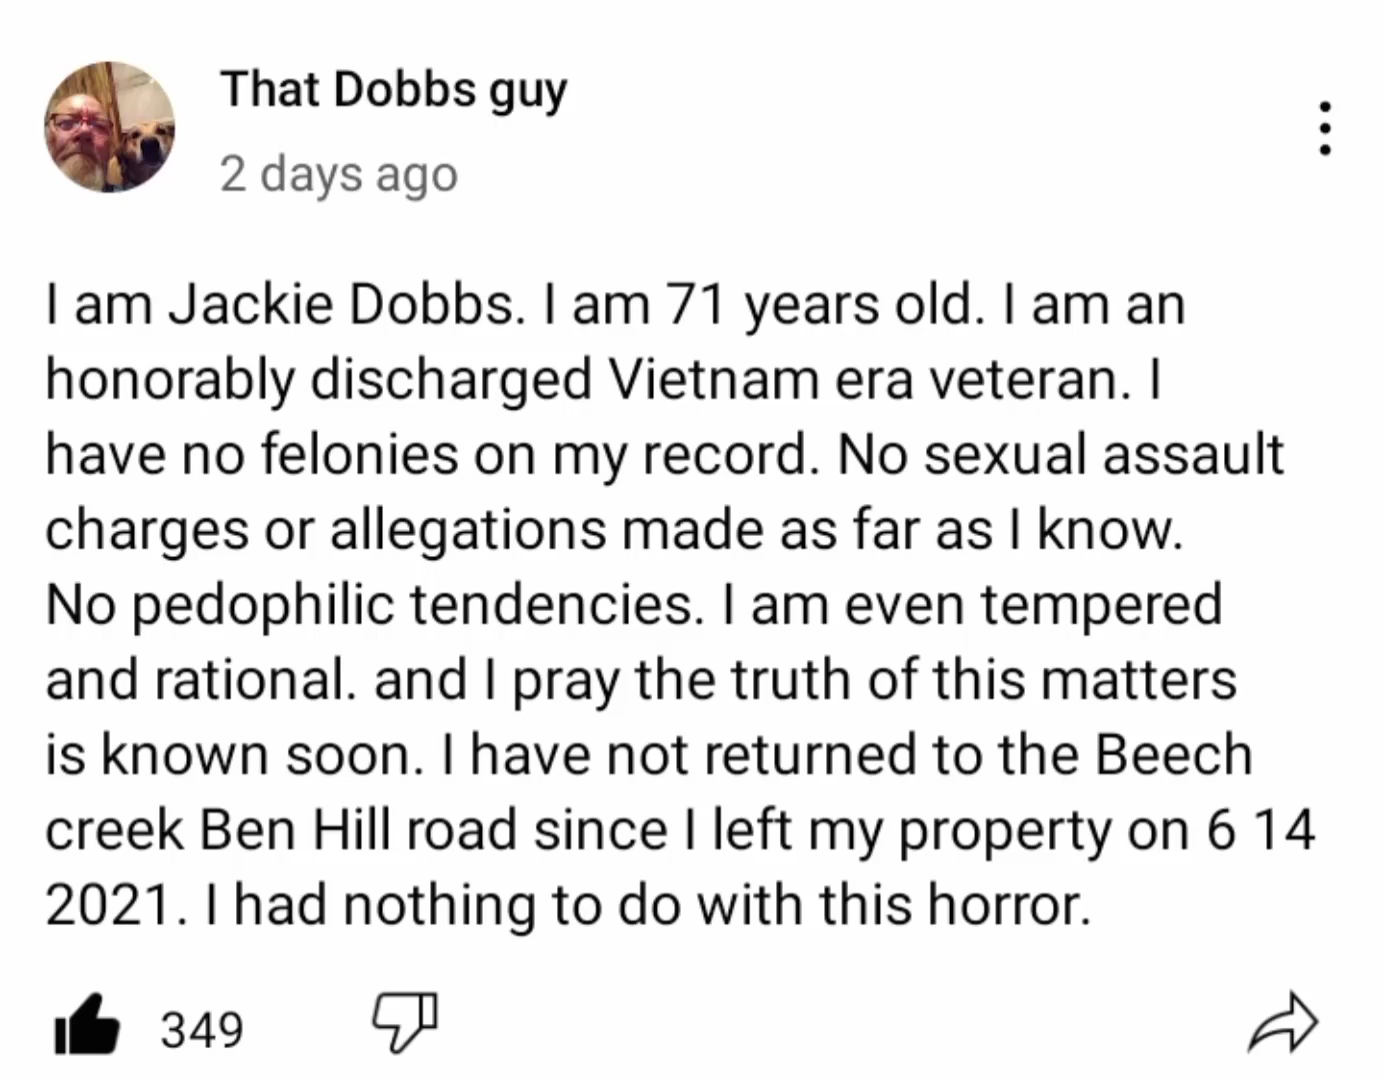 That Dobbs guy
2 days ago
I am Jackie Dobbs. I am 71 years old. I am an
honorably discharged Vietnam era veteran. I
have no felonies on my record. No sexual assault
charges or allegations made as far as I know.
No pedophilic tendencies. I am even tempered
and rational. and I pray the truth of this matters
is known soon. I have not returned to the Beech
creek Ben Hill road since I left my property on 6 14
2021. I had nothing to do with this horror.
349